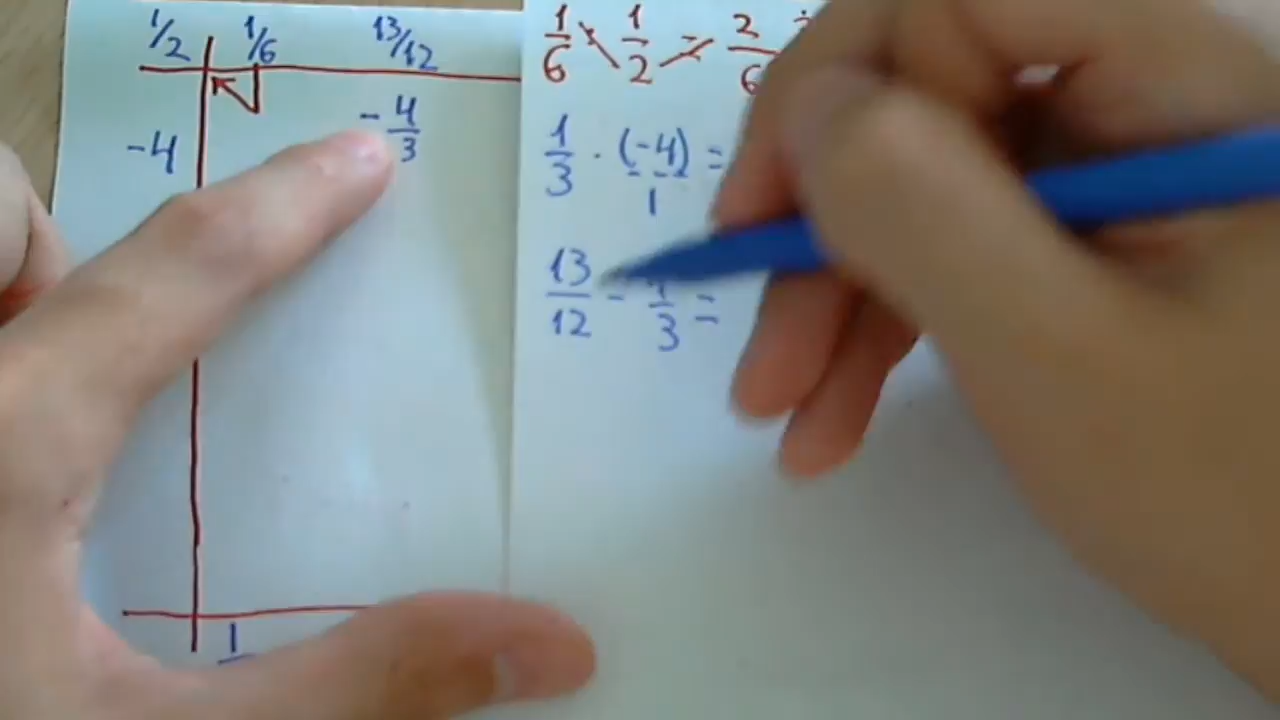 1/2 1/6 13/12
-4 -4/3
1
1/6 : 1/2 = 2/6
1/3 · (-4)/1 =
13/12 - 4/3 =